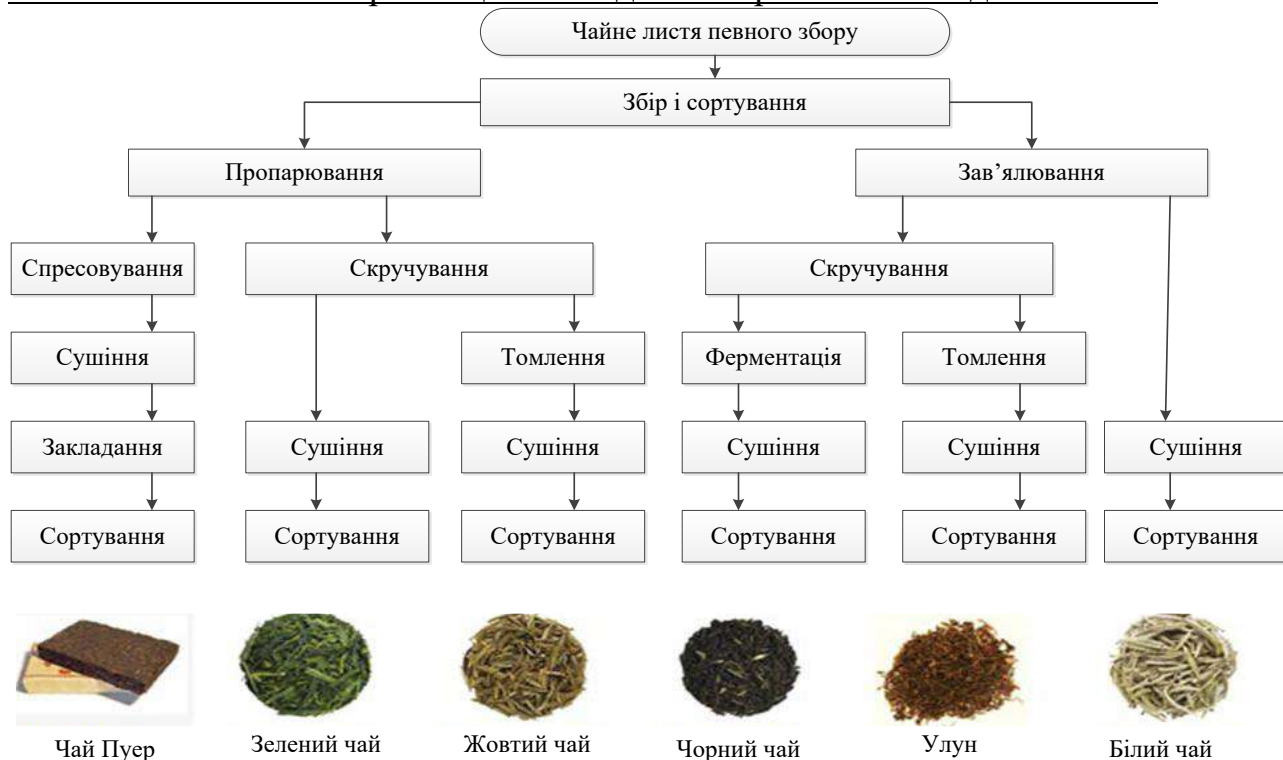 Чайне листя певного збору
Збір і сортування
Пропарювання
Зав’ялювання
Спресовування
Скручування
Скручування
Сушіння
Томлення
Ферментація
Томлення
Закладання
Сушіння
Сушіння
Сушіння
Сушіння
Сушіння
Сортування
Сортування
Сортування
Сортування
Сортування
Сортування
Чай Пуер
Зелений чай
Жовтий чай
Чорний чай
Улун
Білий чай